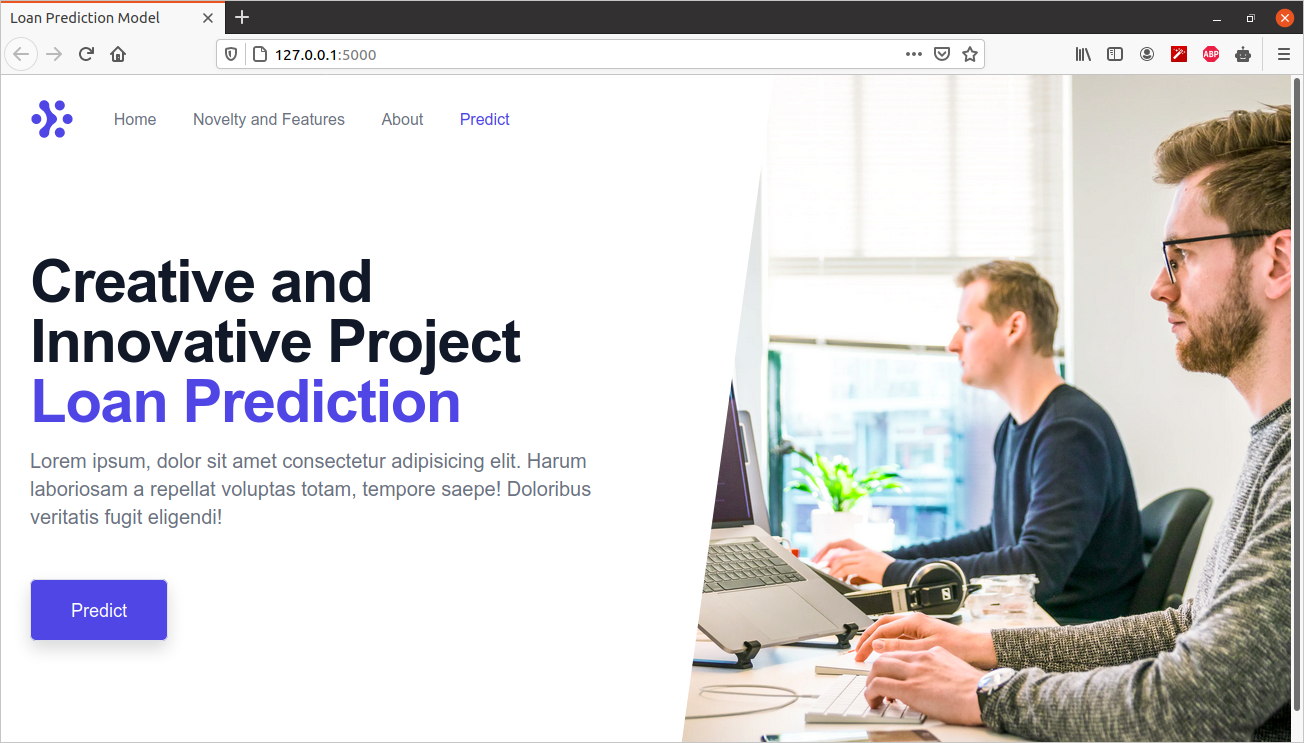 Loan Prediction Model
127.0.0.1:5000
ABP
Home Novelty and Features About Predict
Creative and
Innovative Project
Loan Prediction
Lorem ipsum, dolor sit amet consectetur adipisicing elit. Harum
laboriosam a repellat voluptas totam, tempore saepe! Doloribus
veritatis fugit eligendi!
Predict